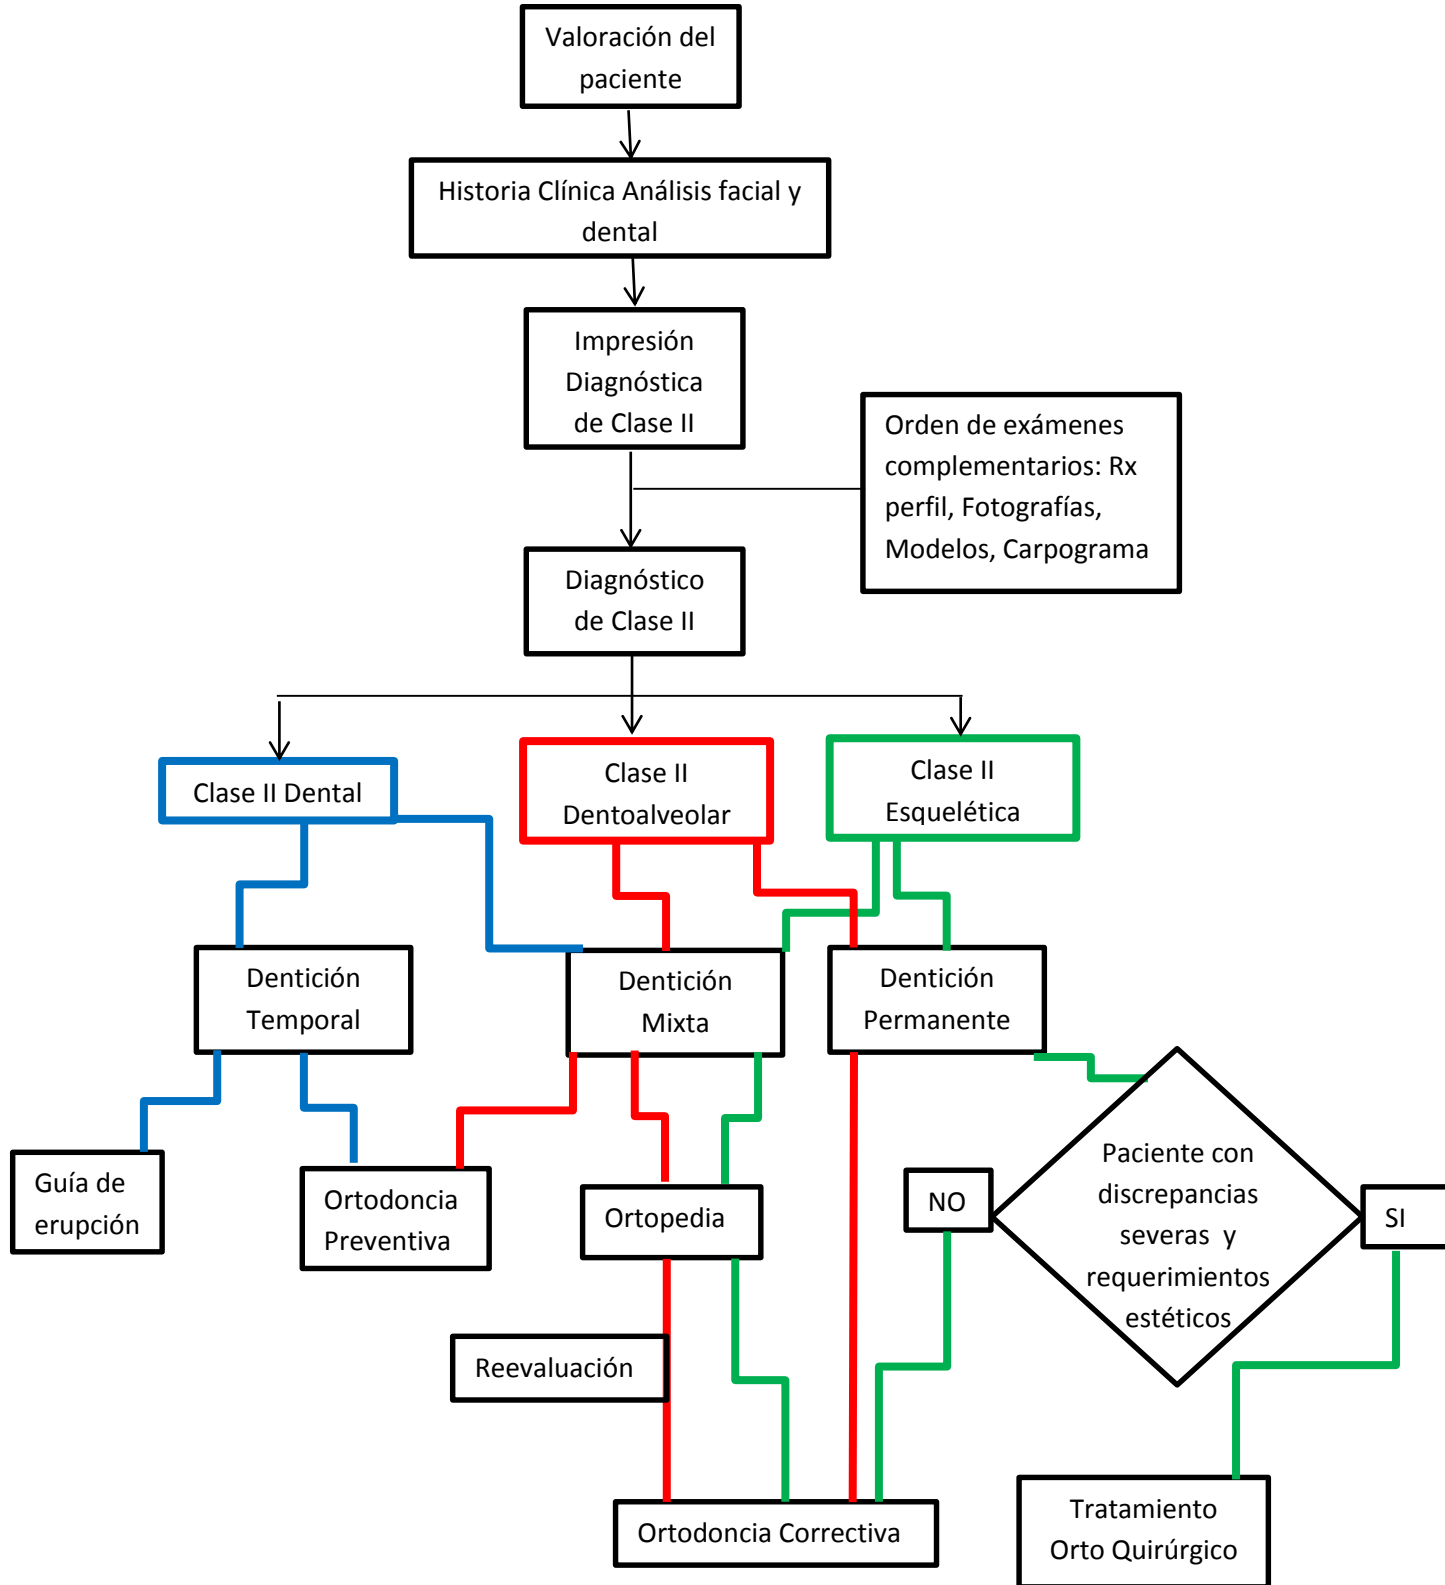 Valoración del
paciente
Historia Clínica Análisis facial y
dental
Impresión
Diagnóstica
de Clase II
Orden de exámenes
complementarios: Rx
perfil, Fotografías,
Modelos, Carpograma
Diagnóstico
de Clase II
Clase II Dental
Clase II
Dentoalveolar
Clase II
Esquelética
Dentición
Temporal
Dentición
Mixta
Dentición
Permanente
Guía de
erupción
Ortodoncia
Preventiva
Ortopedia
NO
Paciente con
discrepancias
severas y
requerimientos
estéticos
SI
Reevaluación
Ortodoncia Correctiva
Tratamiento
Orto Quirúrgico